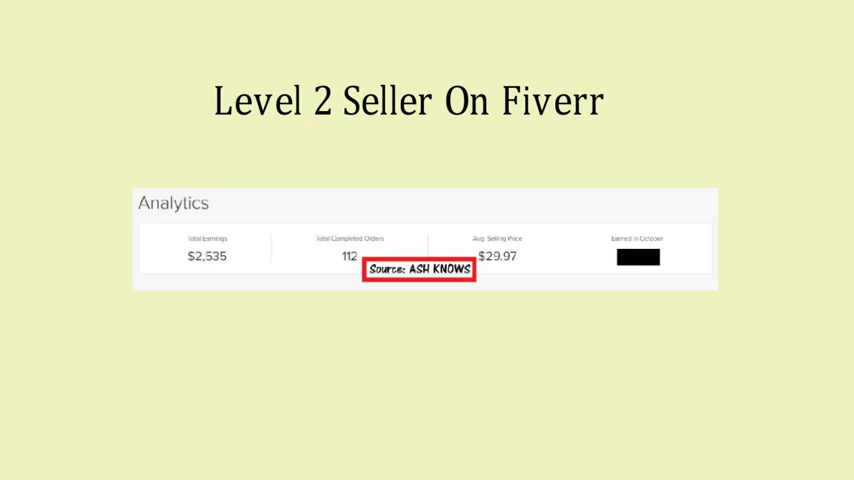 Level 2 Seller On Fiverr
Analytics
Total Earnings Total Completed Orders Avg. Selling Price Earned in October
$2,535 112 $29.97
Source: ASH KNOWS